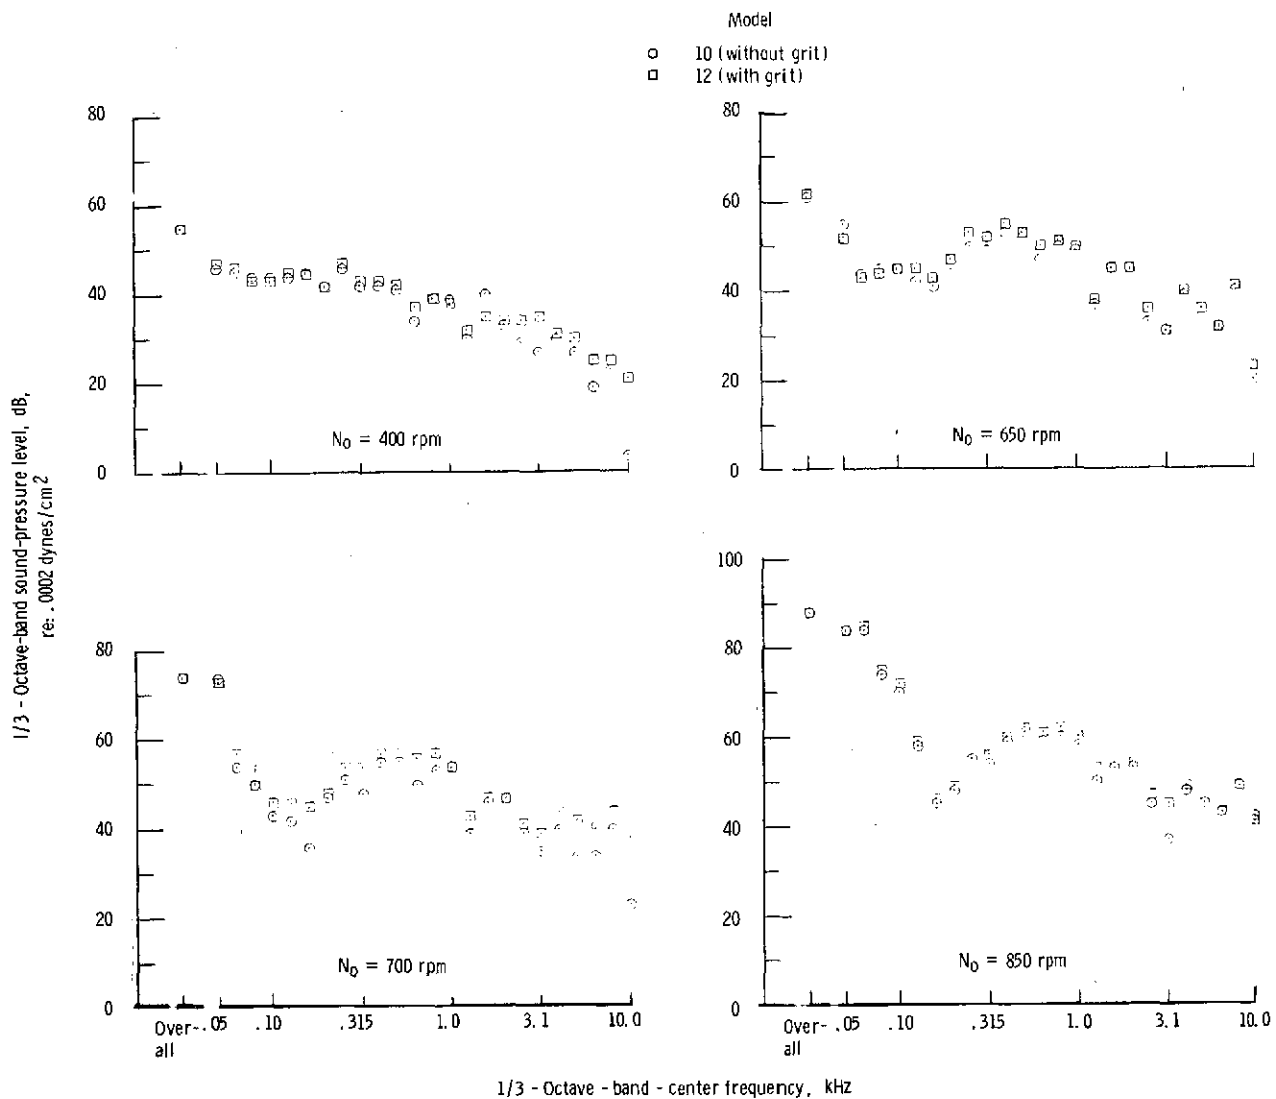 Model
10 (without grit)
12 (with grit)
1/3 - Octave-band sound-pressure level, dB,
re: .0002 dynes/cm²
80
60
40
20
0
N₀ = 400 rpm
80
60
40
20
0
N₀ = 650 rpm
80
60
40
20
0
N₀ = 700 rpm
Over-
all
.05
.10
.315
1.0
3.1
10.0
100
80
60
40
20
0
N₀ = 850 rpm
Over-
all
.05
.10
.315
1.0
3.1
10.0
1/3 - Octave - band - center frequency, kHz